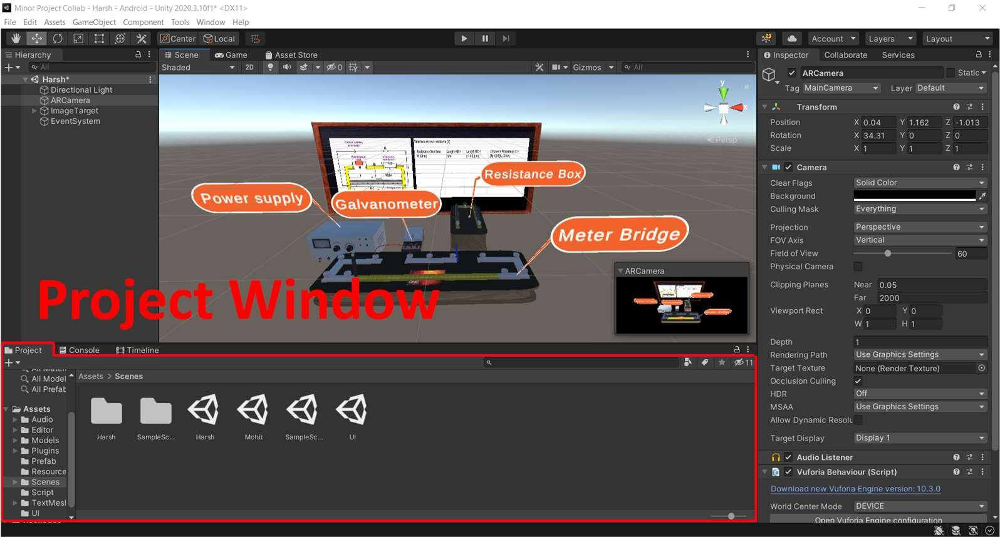 Minor Project Collab - Harsh - Android - Unity 2020.3.10f1* <DX11>
File Edit Assets GameObject Component Tools Window Help
Center Local
Account Layers Layout
Hierarchy
All
Harsh*
Directional Light
ARCamera
ImageTarget
EventSystem
Scene Game Asset Store
Shaded 2D 0 Gizmos All
y
x
Persp
Resistance Box
Power supply
Galvanometer
Meter Bridge
ARCamera
Project Window
Project Console Timeline
11
All Model
All Prefab
Assets
Audio
Editor
Models
Plugins
Prefab
Resource
Scenes
Script
TextMesh
UI
Assets > Scenes
Harsh SampleSc... Harsh Mohit SampleSc... UI
Inspector Collaborate Services
ARCamera Static
Tag MainCamera Layer Default
Transform
Position X 0.04 Y 1.162 Z -1.013
Rotation X 34.31 Y 0 Z 0
Scale X 1 Y 1 Z 1
Camera
Clear Flags Solid Color
Background
Culling Mask Everything
Projection Perspective
FOV Axis Vertical
Field of View 60
Physical Camera
Clipping Planes Near 0.05
Far 2000
Viewport Rect X 0 Y 0
W 1 H 1
Depth 1
Rendering Path Use Graphics Settings
Target Texture None (Render Texture)
Occlusion Culling
HDR Off
MSAA Use Graphics Settings
Allow Dynamic Resolu
Target Display Display 1
Audio Listener
Vuforia Behaviour (Script)
Download new Vuforia Engine version: 10.3.0
World Center Mode DEVICE
Open Vuforia Engine configuration